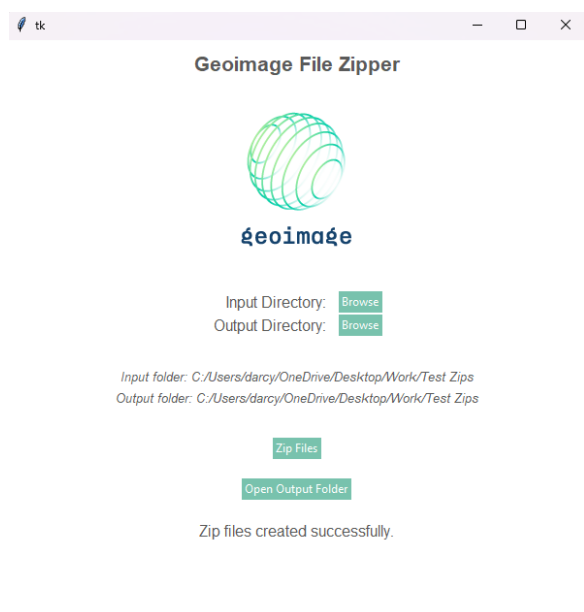 tk
Geoimage File Zipper
geoimage
Input Directory: Browse
Output Directory: Browse
Input folder: C:/Users/darcy/OneDrive/Desktop/Work/Test Zips
Output folder: C:/Users/darcy/OneDrive/Desktop/Work/Test Zips
Zip Files
Open Output Folder
Zip files created successfully.